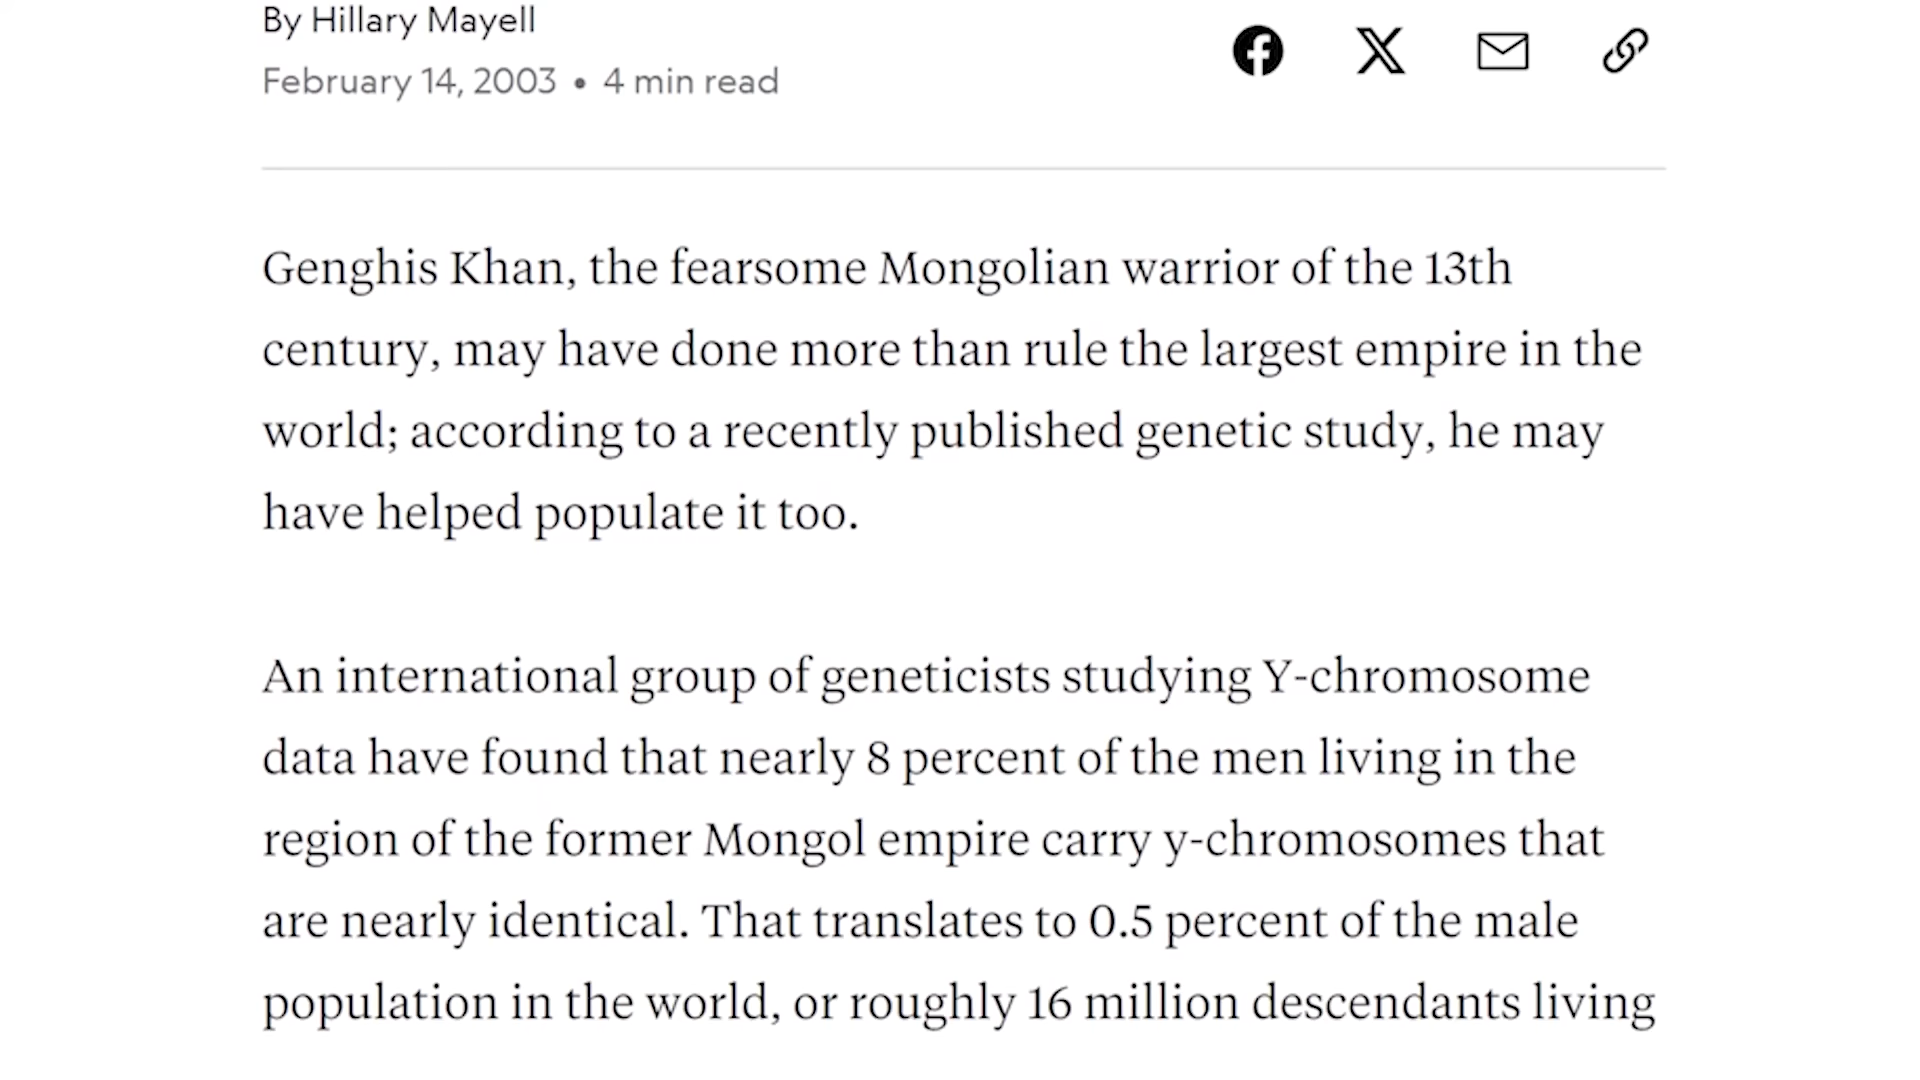 By Hillary Mayell
February 14, 2003 • 4 min read
Genghis Khan, the fearsome Mongolian warrior of the 13th
century, may have done more than rule the largest empire in the
world; according to a recently published genetic study, he may
have helped populate it too.
An international group of geneticists studying Y-chromosome
data have found that nearly 8 percent of the men living in the
region of the former Mongol empire carry y-chromosomes that
are nearly identical. That translates to 0.5 percent of the male
population in the world, or roughly 16 million descendants living